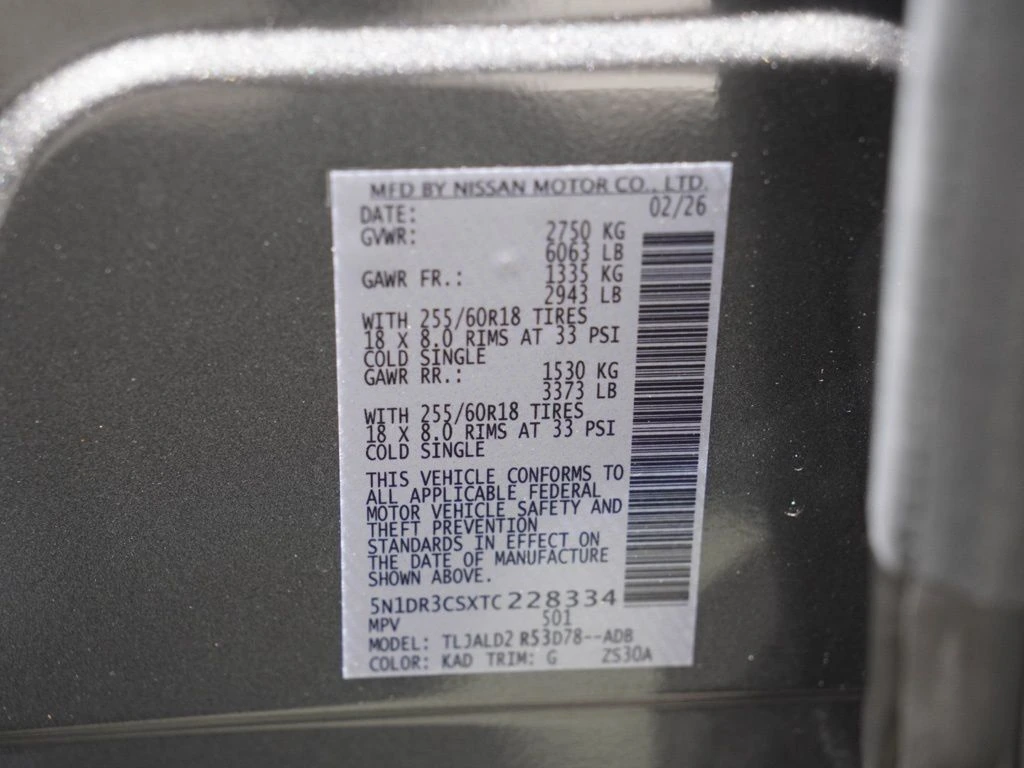 MFD BY NISSAN MOTOR CO., LTD.
DATE: 02/26
GVWR: 2750 KG
6063 LB
GAWR FR.: 1335 KG
2943 LB
WITH 255/60R18 TIRES
18 X 8.0 RIMS AT 33 PSI
COLD SINGLE
GAWR RR.: 1530 KG
3373 LB
WITH 255/60R18 TIRES
18 X 8.0 RIMS AT 33 PSI
COLD SINGLE
THIS VEHICLE CONFORMS TO
ALL APPLICABLE FEDERAL
MOTOR VEHICLE SAFETY AND
THEFT PREVENTION
STANDARDS IN EFFECT ON
THE DATE OF MANUFACTURE
SHOWN ABOVE.
5N1DR3CSXTC228334
MPV 501
MODEL: TLJALD2 R53D78--ADB
COLOR: KAD TRIM: G ZS30A